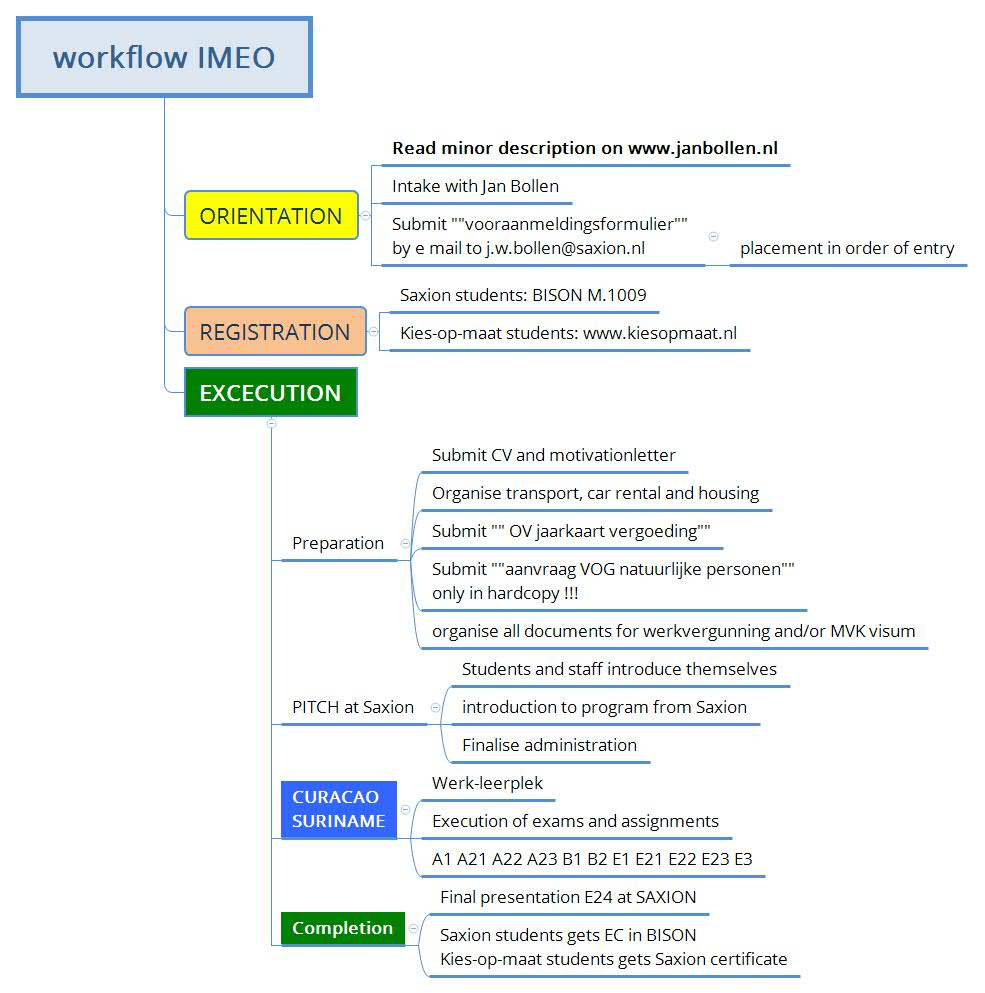 workflow IMEO
Read minor description on www.janbollen.nl
Intake with Jan Bollen
ORIENTATION
Submit ""vooraanmeldingsformulier""
by e mail to j.w.bollen@saxion.nl
placement in order of entry
Saxion students: BISON M.1009
REGISTRATION
Kies-op-maat students: www.kiesopmaat.nl
EXCECUTION
Submit CV and motivationletter
Organise transport, car rental and housing
Submit "" OV jaarkaart vergoeding""
Preparation
Submit ""aanvraag VOG natuurlijke personen""
only in hardcopy !!!
organise all documents for werkvergunning and/or MVK visum
Students and staff introduce themselves
PITCH at Saxion
introduction to program from Saxion
Finalise administration
Werk-leerplek
CURACAO
SURINAME
Execution of exams and assignments
A1 A21 A22 A23 B1 B2 E1 E21 E22 E23 E3
Final presentation E24 at SAXION
Completion
Saxion students gets EC in BISON
Kies-op-maat students gets Saxion certificate